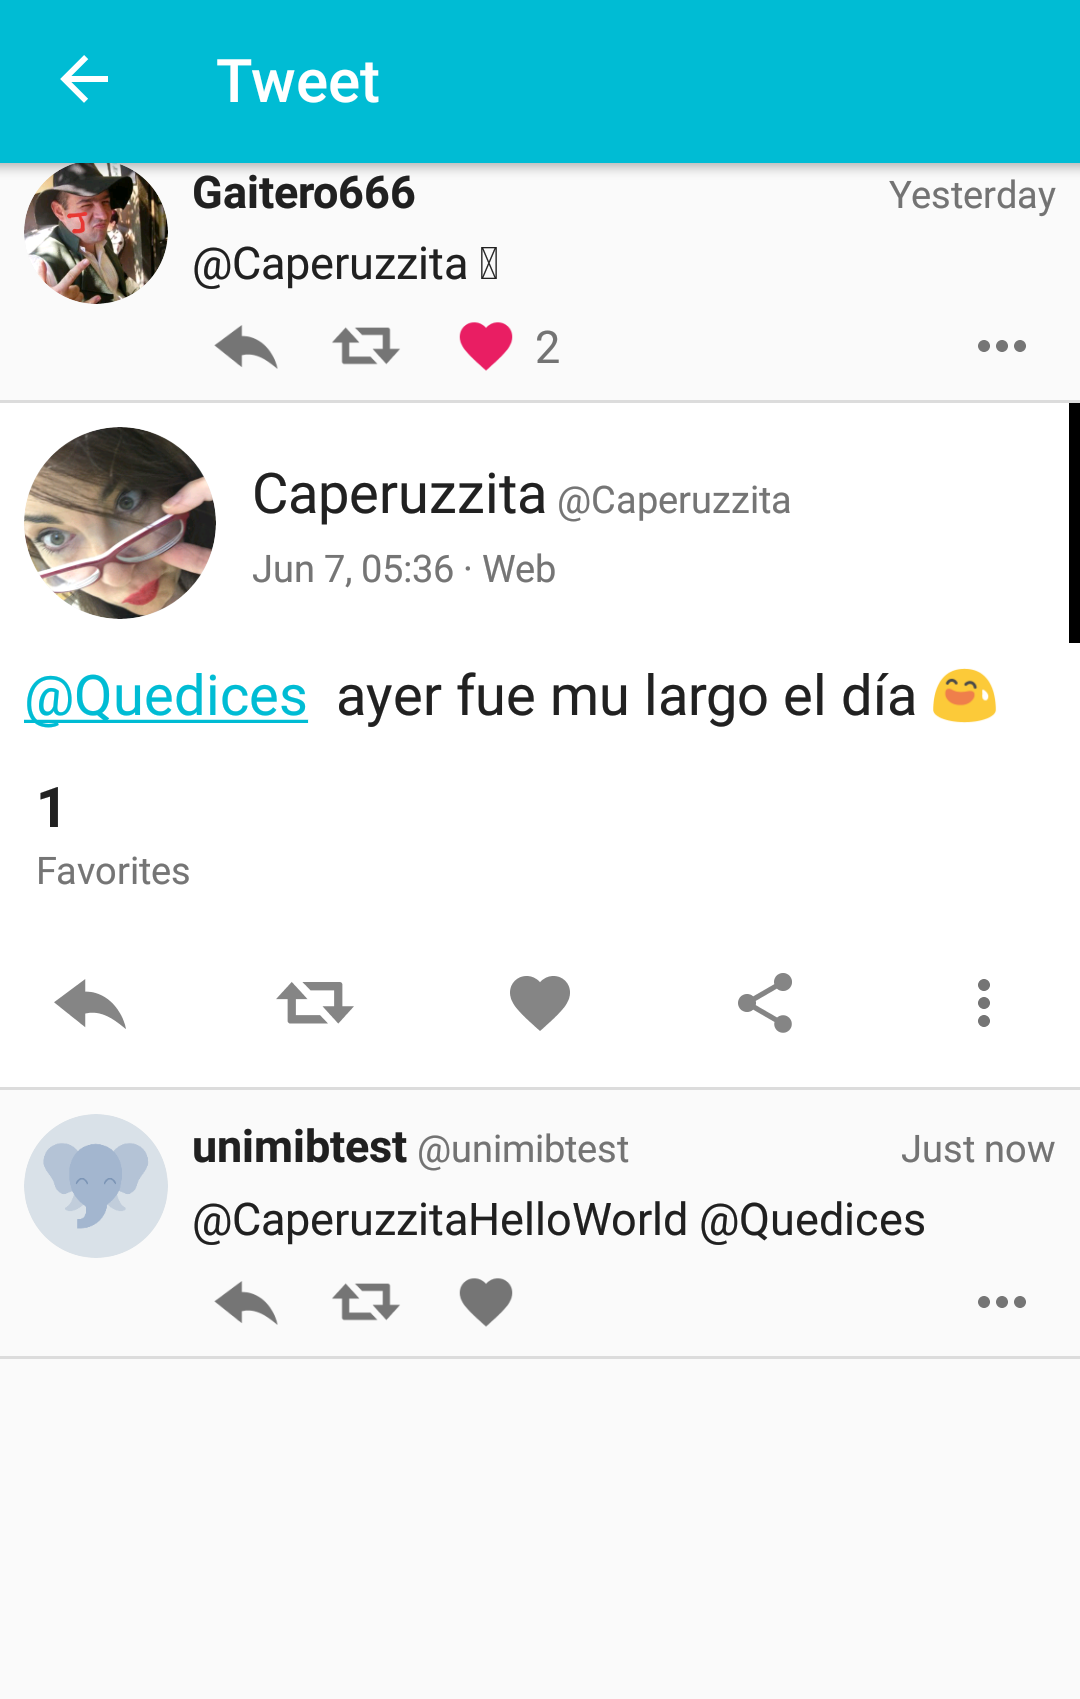 Tweet
Gaitero666 Yesterday
@Caperuzzita
2
Caperuzzita @Caperuzzita
Jun 7, 05:36 · Web
@Quedices ayer fue mu largo el día 😅
1
Favorites
unimibtest @unimibtest Just now
@CaperuzzitaHelloWorld @Quedices